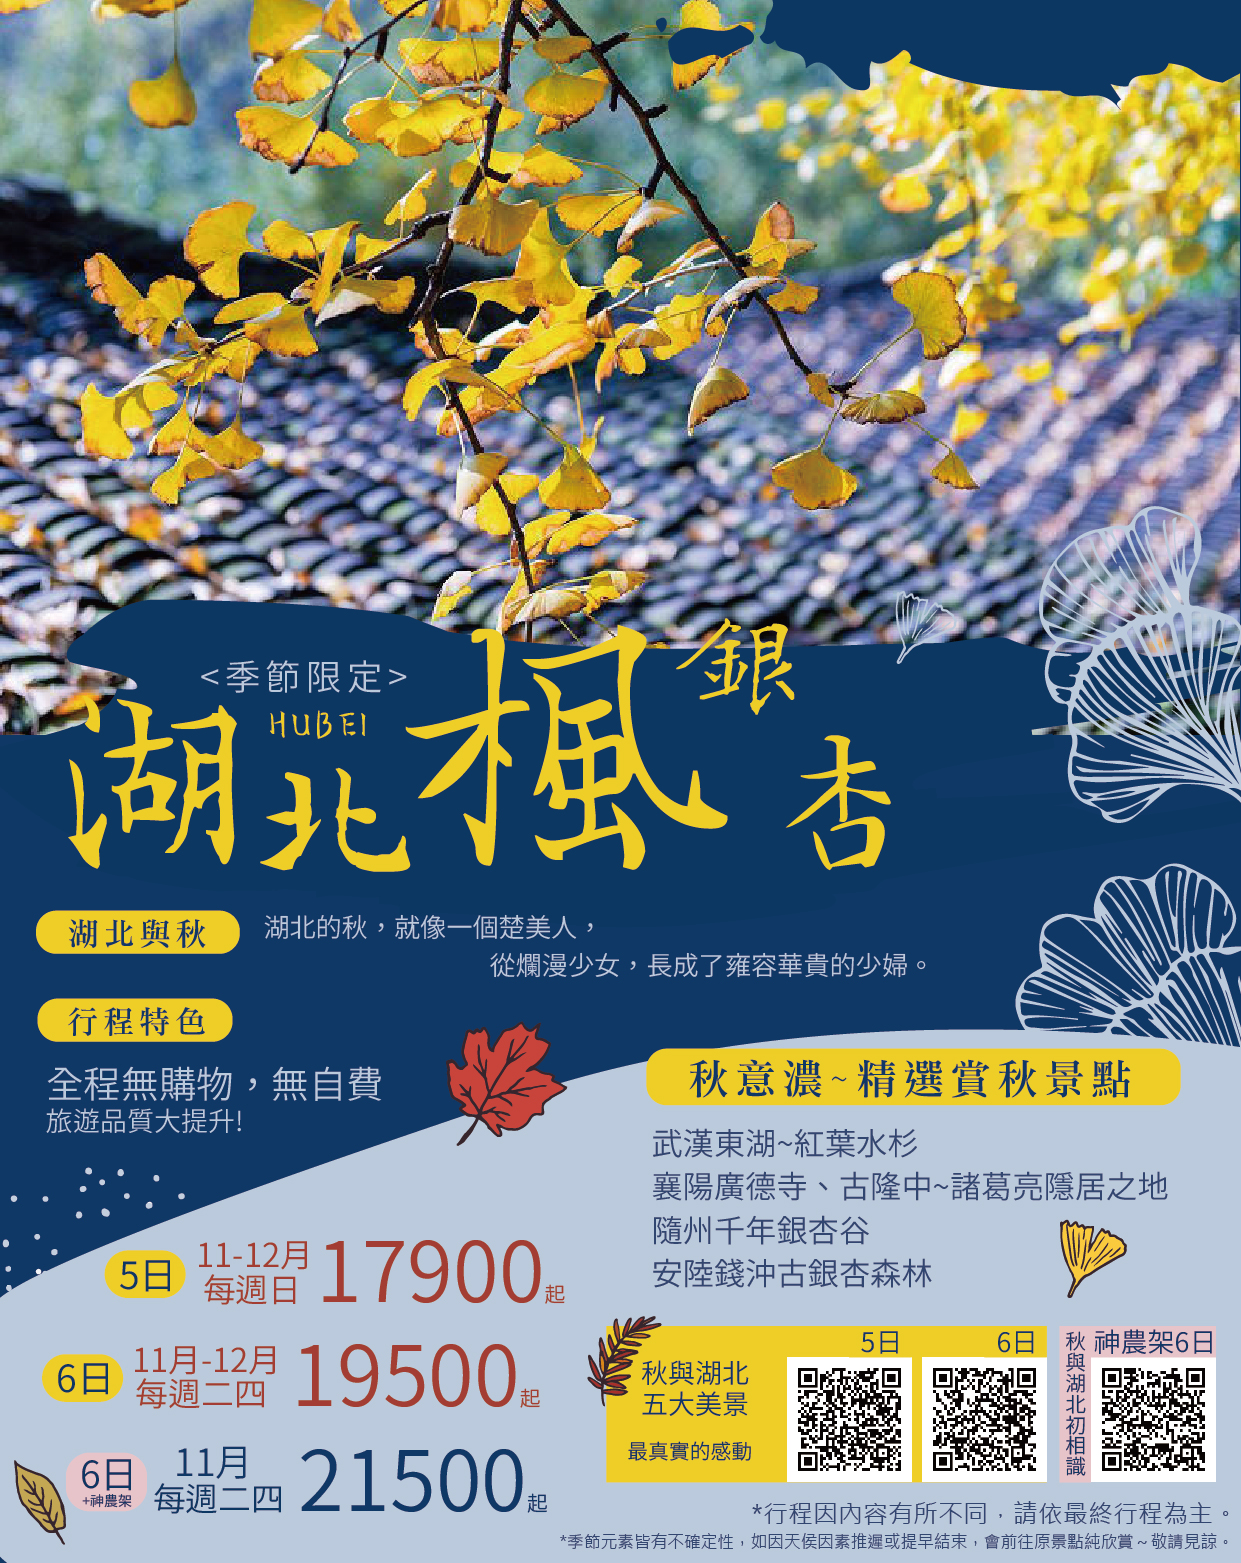 <季節限定>
湖北楓銀杏
HUBEI
湖北與秋
湖北的秋，就像一個楚美人，
從爛漫少女，長成了雍容華貴的少婦。
行程特色
全程無購物，無自費
旅遊品質大提升!
秋意濃~精選賞秋景點
武漢東湖~紅葉水杉
襄陽廣德寺、古隆中~諸葛亮隱居之地
隨州千年銀杏谷
安陸錢沖古銀杏森林
5日
11-12月
每週日
17900起
6日
11月-12月
每週二四
19500起
6日
+神農架
11月
每週二四
21500起
秋與湖北
五大美景
最真實的感動
5日
6日
秋與湖北初相識
神農架6日
*行程因內容有所不同，請依最終行程為主。
*季節元素皆有不確定性，如因天侯因素推遲或提早結束，會前往原景點純欣賞~敬請見諒。